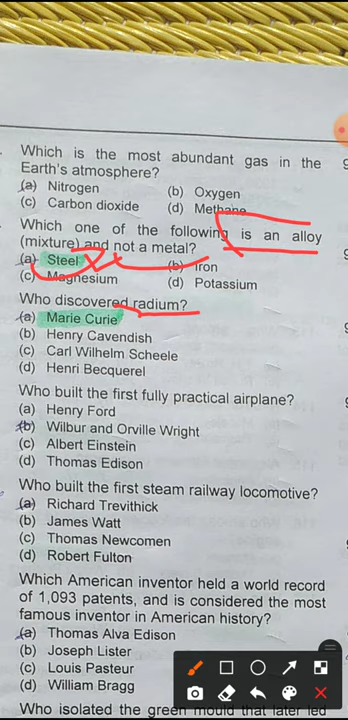 Which is the most abundant gas in the
Earth's atmosphere?
(a) Nitrogen (b) Oxygen
(c) Carbon dioxide (d) Methane
Which one of the following is an alloy
(mixture) and not a metal?
(a) Steel (b) Iron
(c) Magnesium (d) Potassium
Who discovered radium?
(a) Marie Curie
(b) Henry Cavendish
(c) Carl Wilhelm Scheele
(d) Henri Becquerel
Who built the first fully practical airplane?
(a) Henry Ford
(b) Wilbur and Orville Wright
(c) Albert Einstein
(d) Thomas Edison
Who built the first steam railway locomotive?
(a) Richard Trevithick
(b) James Watt
(c) Thomas Newcomen
(d) Robert Fulton
Which American inventor held a world record
of 1,093 patents, and is considered the most
famous inventor in American history?
(a) Thomas Alva Edison
(b) Joseph Lister
(c) Louis Pasteur
(d) William Bragg
Who isolated the green mould that later led